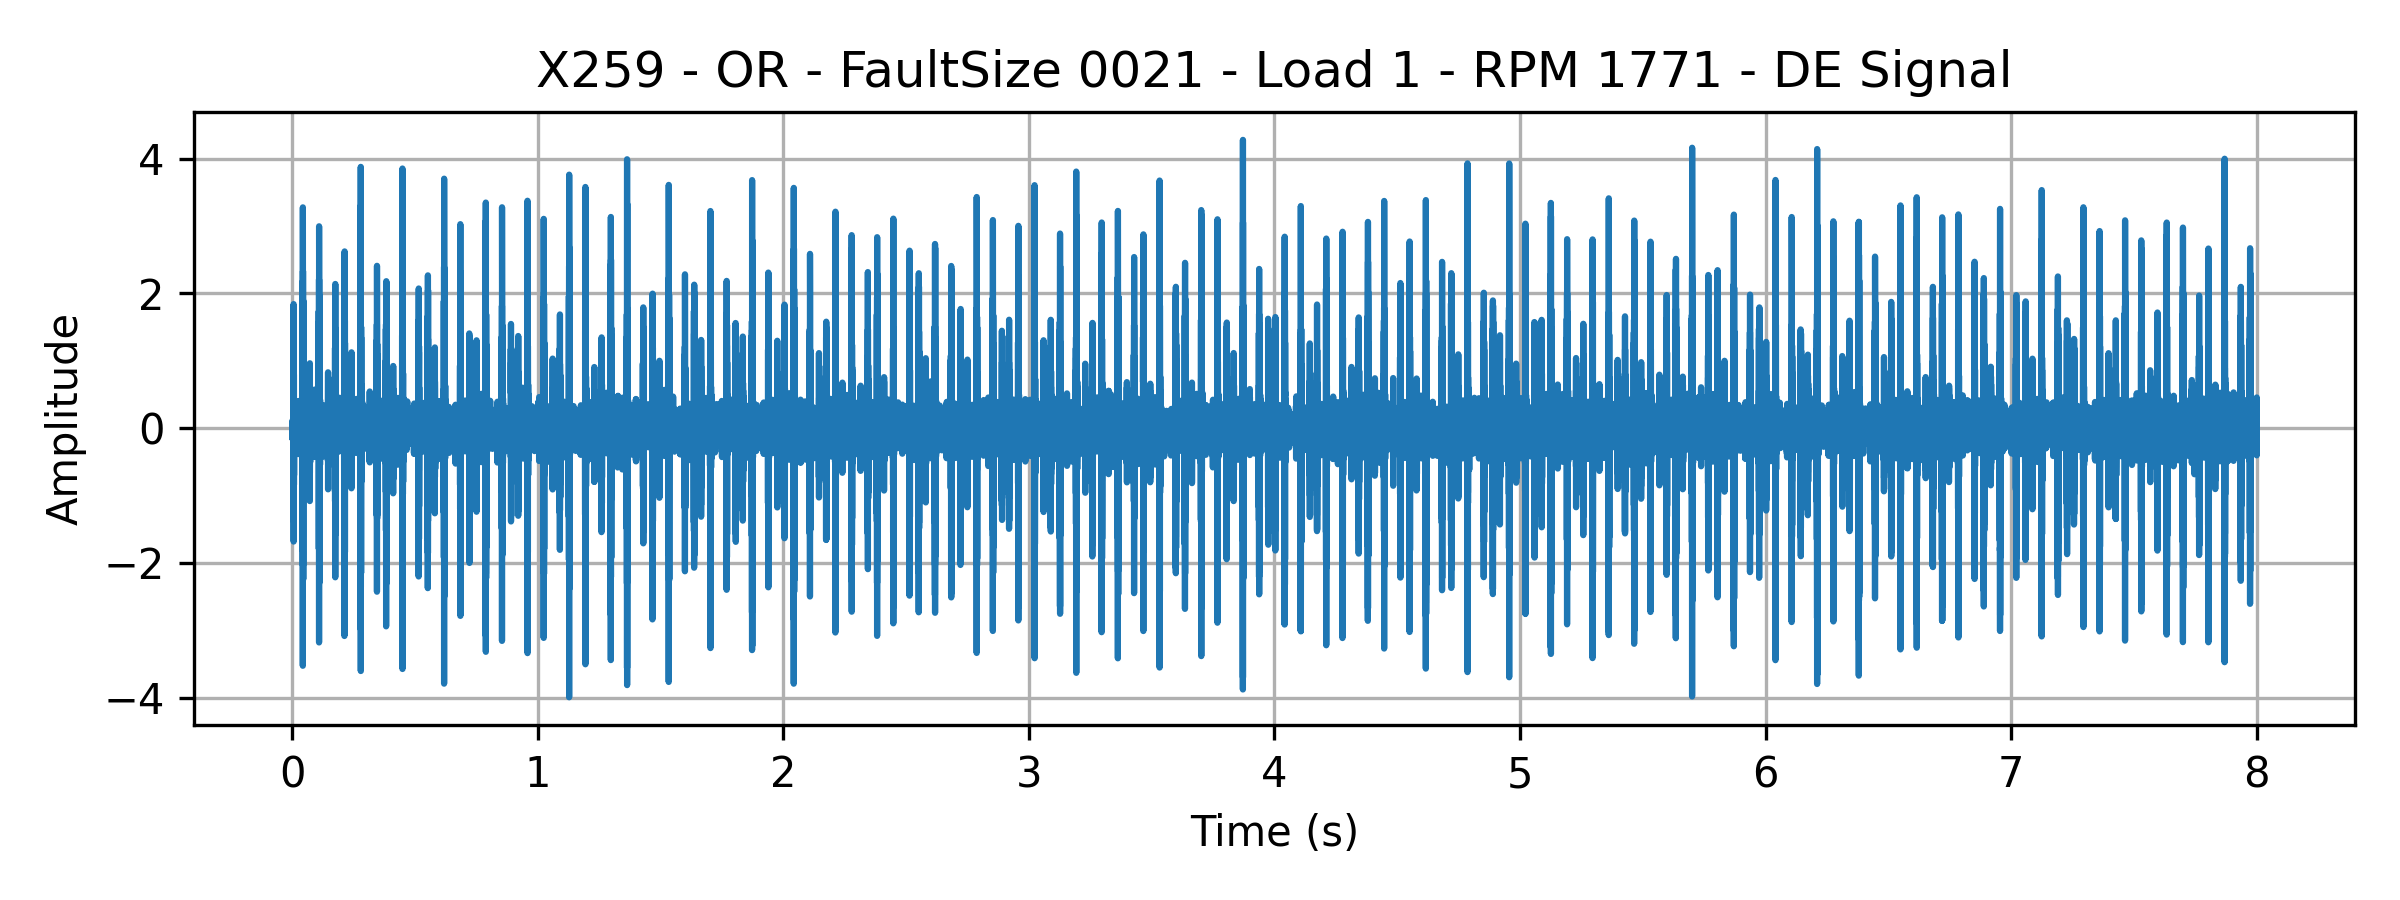 X259 - OR - FaultSize 0021 - Load 1 - RPM 1771 - DE Signal
Amplitude
4
2
0
−2
−4
0 1 2 3 4 5 6 7 8
Time (s)